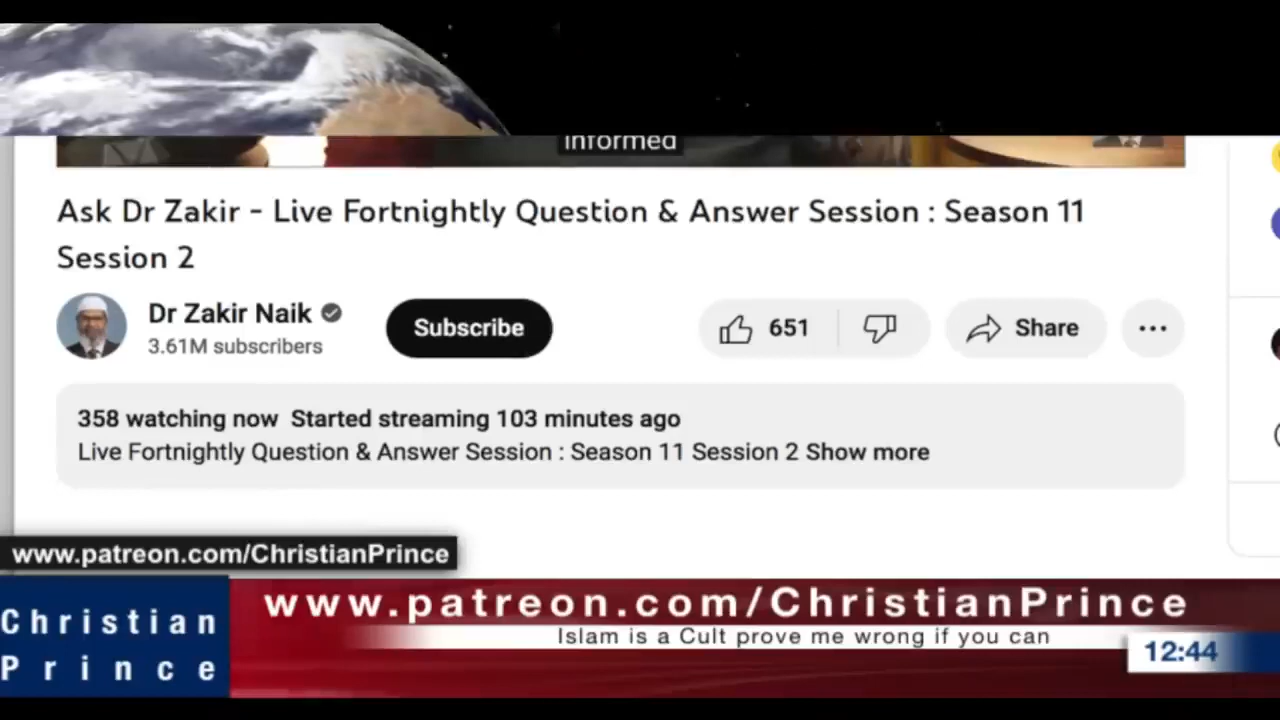 Informed
Ask Dr Zakir - Live Fortnightly Question & Answer Session : Season 11
Session 2
Dr Zakir Naik
3.61M subscribers
Subscribe
651
Share
358 watching now Started streaming 103 minutes ago
Live Fortnightly Question & Answer Session : Season 11 Session 2 Show more
www.patreon.com/ChristianPrince
Christian
Prince
www.patreon.com/ChristianPrince
Islam is a Cult prove me wrong if you can
12:44